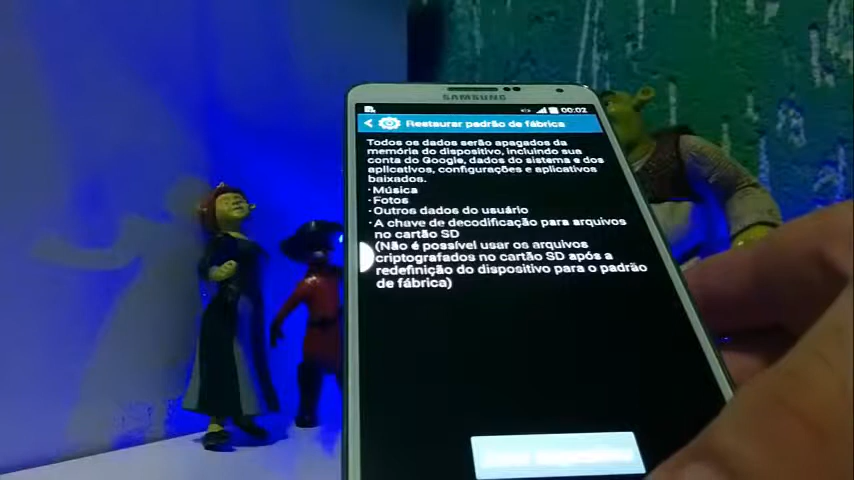 SAMSUNG
00:02
Restaurar padrão de fábrica
Todos os dados serão apagados da
memória do dispositivo, incluindo sua
conta do Google, dados do sistema e dos
aplicativos, configurações e aplicativos
baixados.
· Música
· Fotos
· Outros dados do usuário
· A chave de decodificação para arquivos
no cartão SD
(Não é possível usar os arquivos
criptografados no cartão SD após a
redefinição do dispositivo para o padrão
de fábrica)